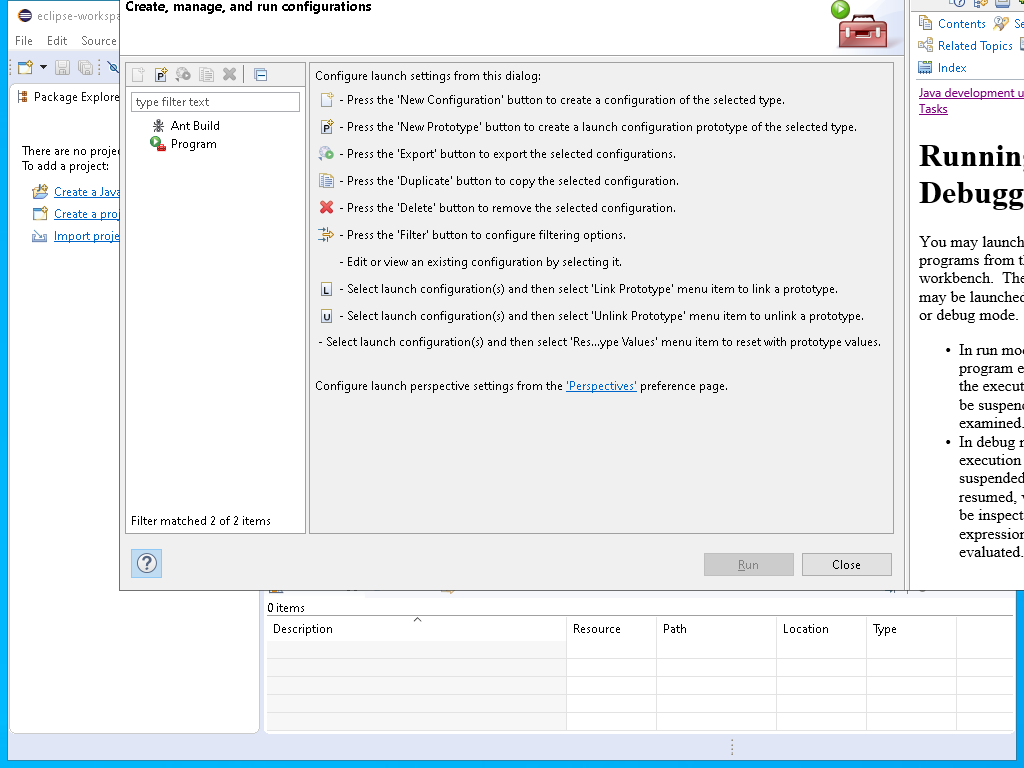 eclipse-workspa
Create, manage, and run configurations
File Edit Source
Package Explore
There are no projec
To add a project:
Create a Java
Create a proj
Import proje
type filter text
Ant Build
Program
Filter matched 2 of 2 items
Configure launch settings from this dialog:
- Press the 'New Configuration' button to create a configuration of the selected type.
- Press the 'New Prototype' button to create a launch configuration prototype of the selected type.
- Press the 'Export' button to export the selected configurations.
- Press the 'Duplicate' button to copy the selected configuration.
- Press the 'Delete' button to remove the selected configuration.
- Press the 'Filter' button to configure filtering options.
- Edit or view an existing configuration by selecting it.
L - Select launch configuration(s) and then select 'Link Prototype' menu item to link a prototype.
U - Select launch configuration(s) and then select 'Unlink Prototype' menu item to unlink a prototype.
- Select launch configuration(s) and then select 'Res...ype Values' menu item to reset with prototype values.
Configure launch perspective settings from the 'Perspectives' preference page.
Run Close
Contents Se
Related Topics
Index
Java development u
Tasks
Running
Debugg
You may launch
programs from th
workbench. The
may be launched
or debug mode.
• In run mod
program e
the execut
be suspend
examined.
• In debug m
execution
suspended
resumed, v
be inspect
expression
evaluated.
0 items
Description Resource Path Location Type